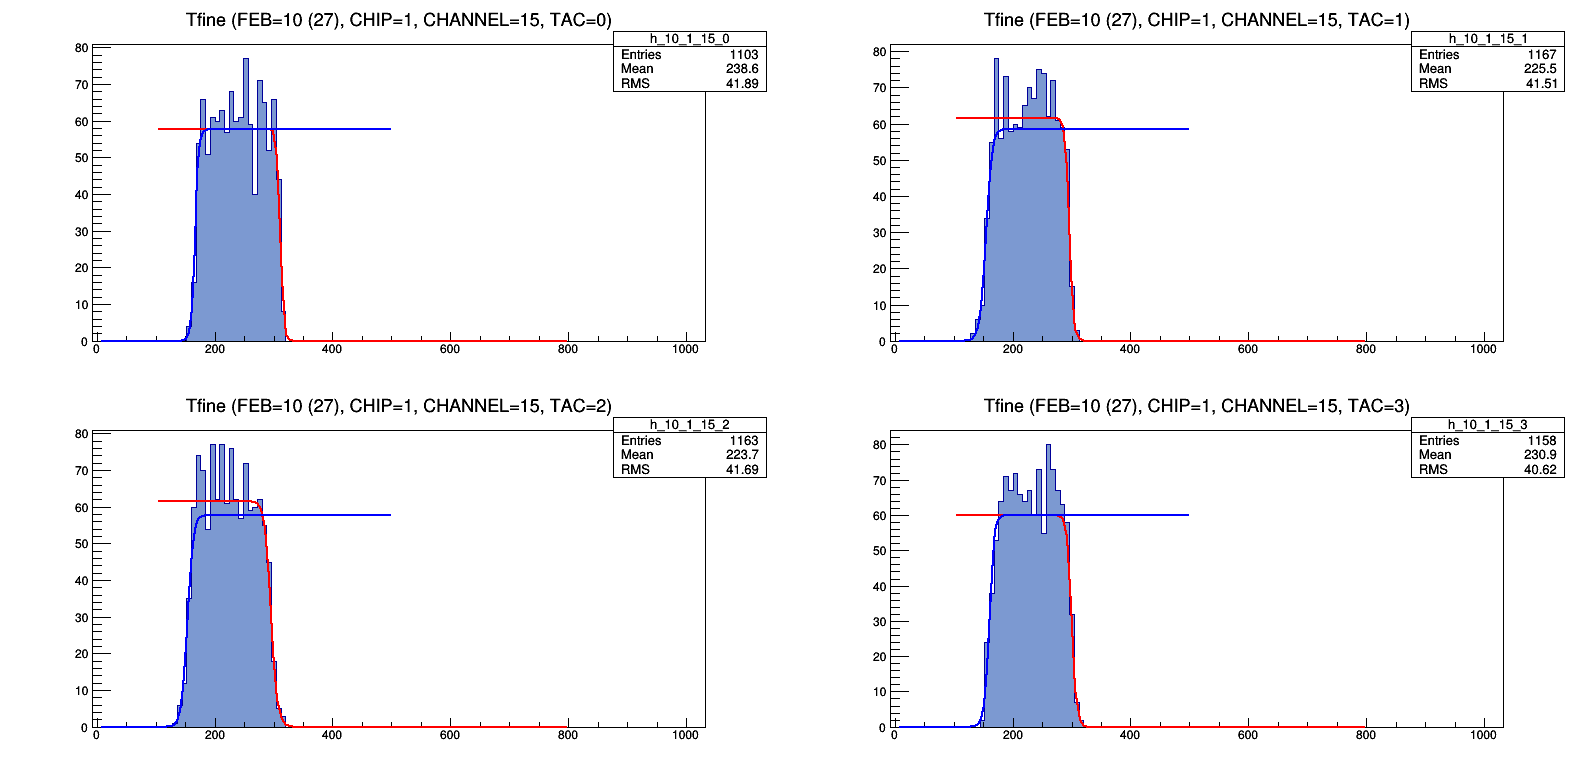 Tfine (FEB=10 (27), CHIP=1, CHANNEL=15, TAC=0)
h_10_1_15_0
Entries 1103
Mean 238.6
RMS 41.89
80
70
60
50
40
30
20
10
0
0 200 400 600 800 1000
Tfine (FEB=10 (27), CHIP=1, CHANNEL=15, TAC=1)
h_10_1_15_1
Entries 1167
Mean 225.5
RMS 41.51
80
70
60
50
40
30
20
10
0
0 200 400 600 800 1000
Tfine (FEB=10 (27), CHIP=1, CHANNEL=15, TAC=2)
h_10_1_15_2
Entries 1163
Mean 223.7
RMS 41.69
80
70
60
50
40
30
20
10
0
0 200 400 600 800 1000
Tfine (FEB=10 (27), CHIP=1, CHANNEL=15, TAC=3)
h_10_1_15_3
Entries 1158
Mean 230.9
RMS 40.62
80
70
60
50
40
30
20
10
0
0 200 400 600 800 1000